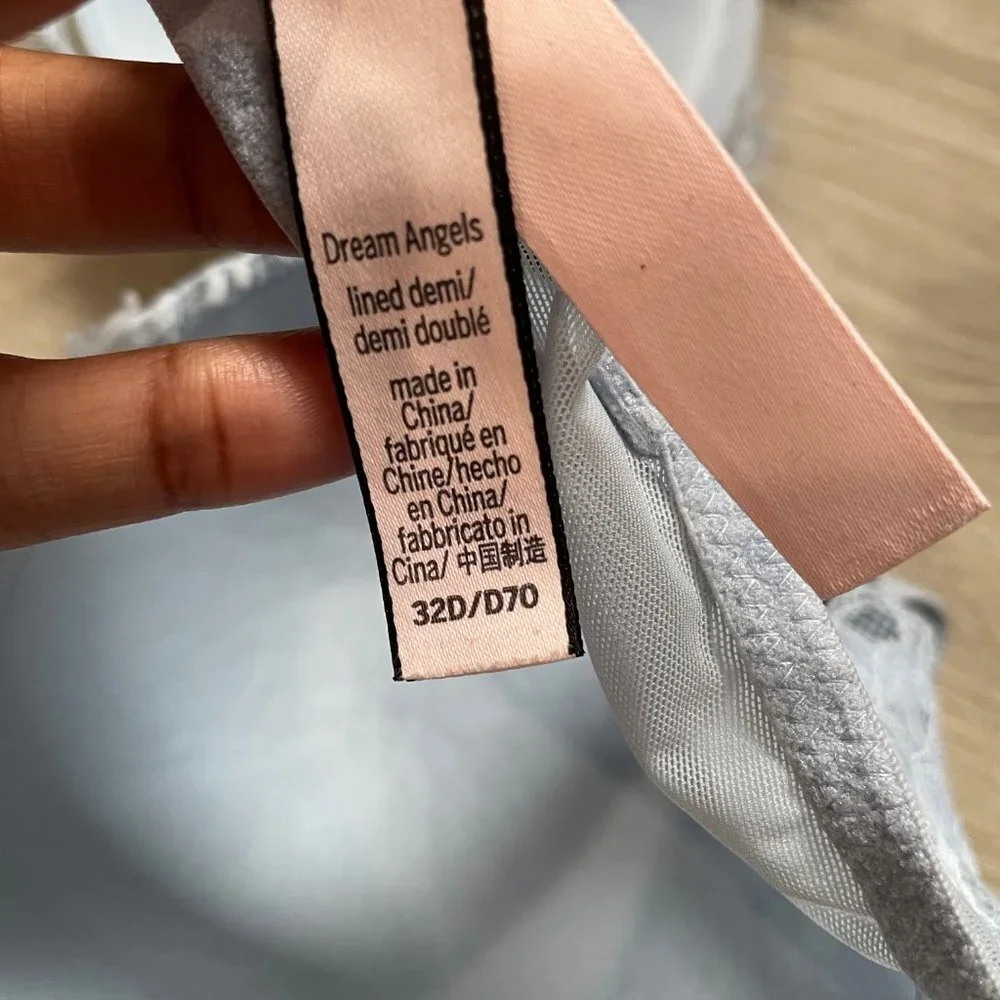 Dream Angels
lined demi/
demi doublé
made in
China/
fabriqué en
Chine/hecho
en China/
fabbricato in
Cina/ 中国制造
32D/D70